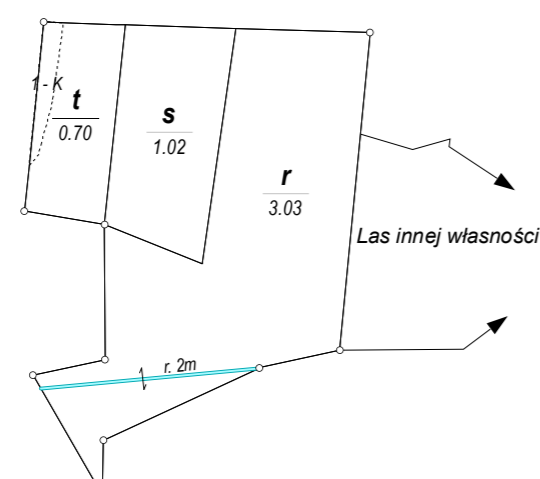 1 - K
t
0.70
s
1.02
r
3.03
Las innej własności
r. 2m